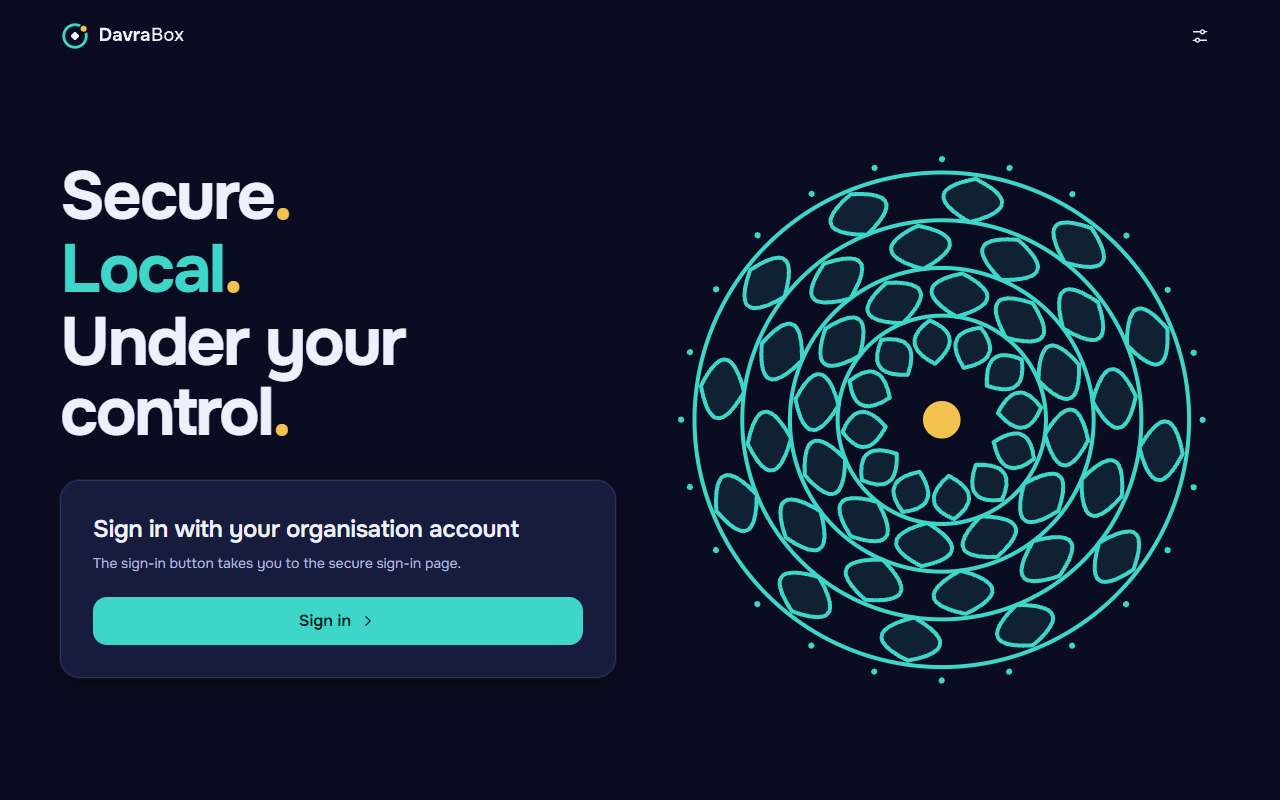 DavraBox
Secure.
Local.
Under your
control.
Sign in with your organisation account
The sign-in button takes you to the secure sign-in page.
Sign in